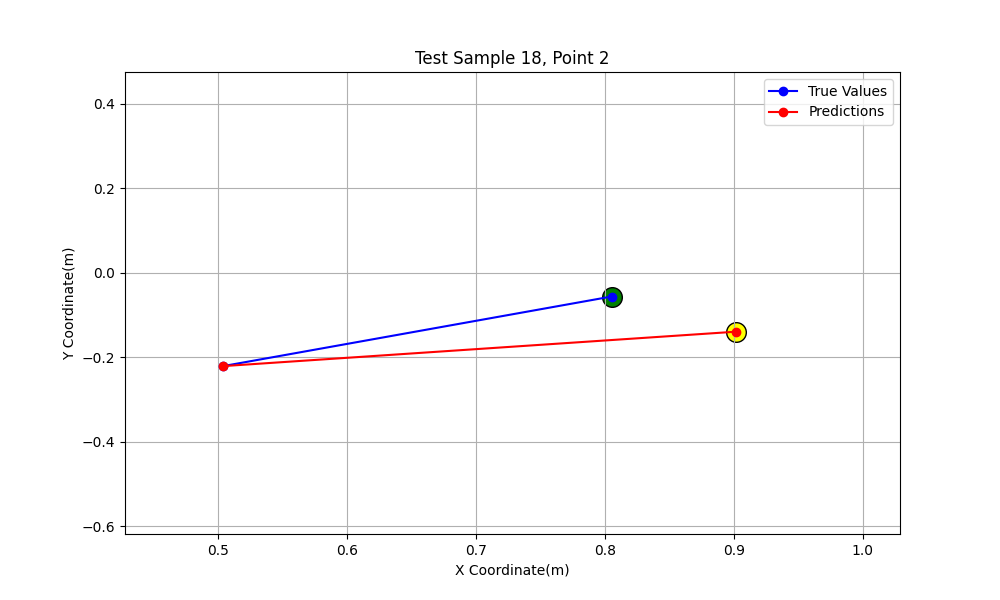 Test Sample 18, Point 2
True Values
Predictions
Y Coordinate(m)
0.4
0.2
0.0
−0.2
−0.4
−0.6
0.5 0.6 0.7 0.8 0.9 1.0
X Coordinate(m)